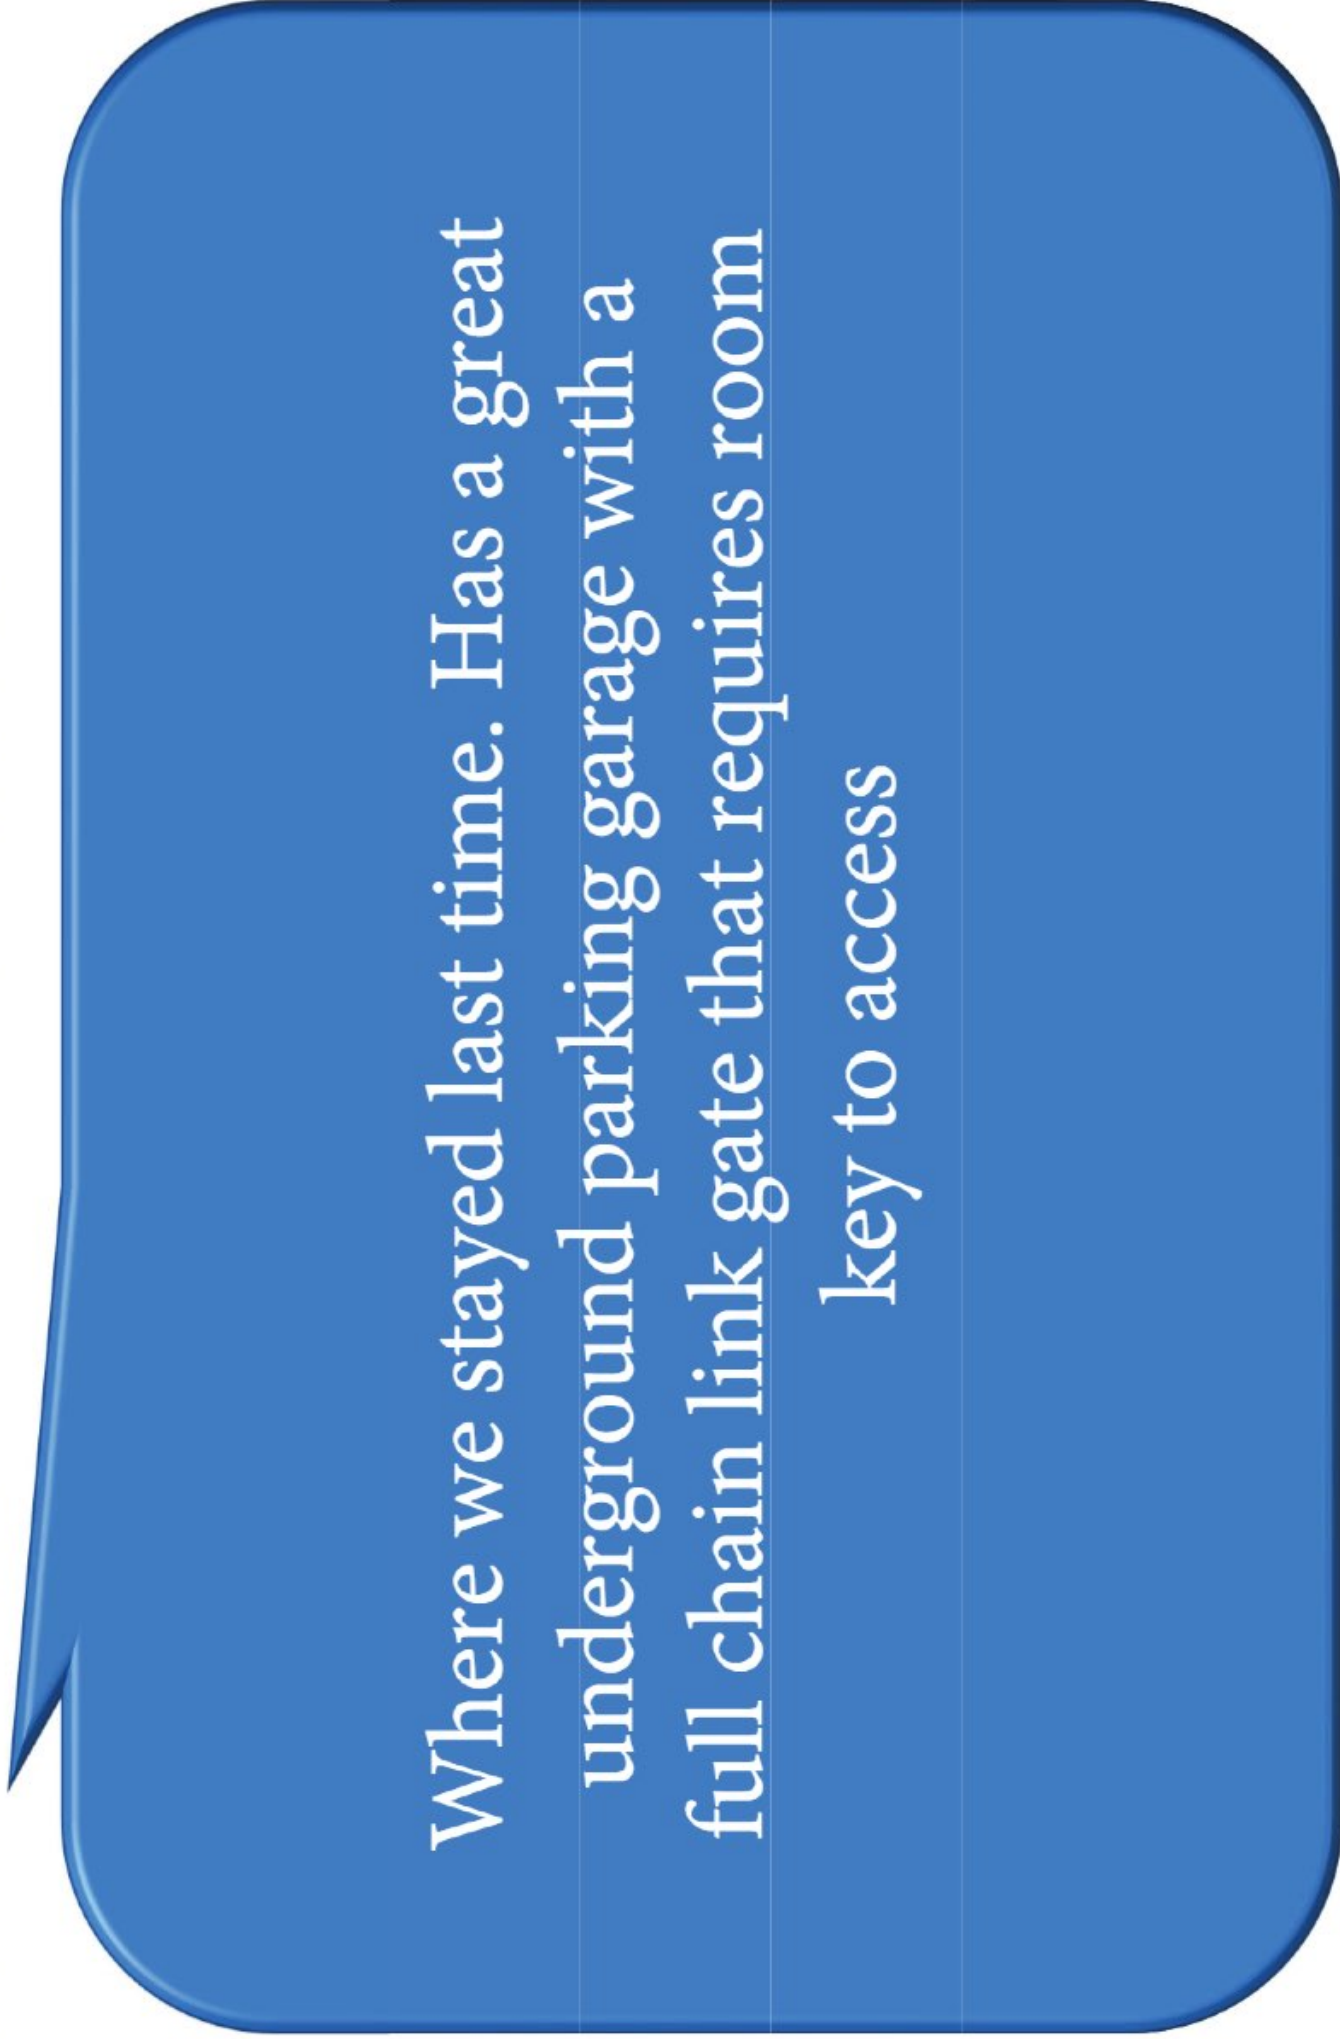 Where we stayed last time. Has a great
underground parking garage with a
full chain link gate that requires room
key to access